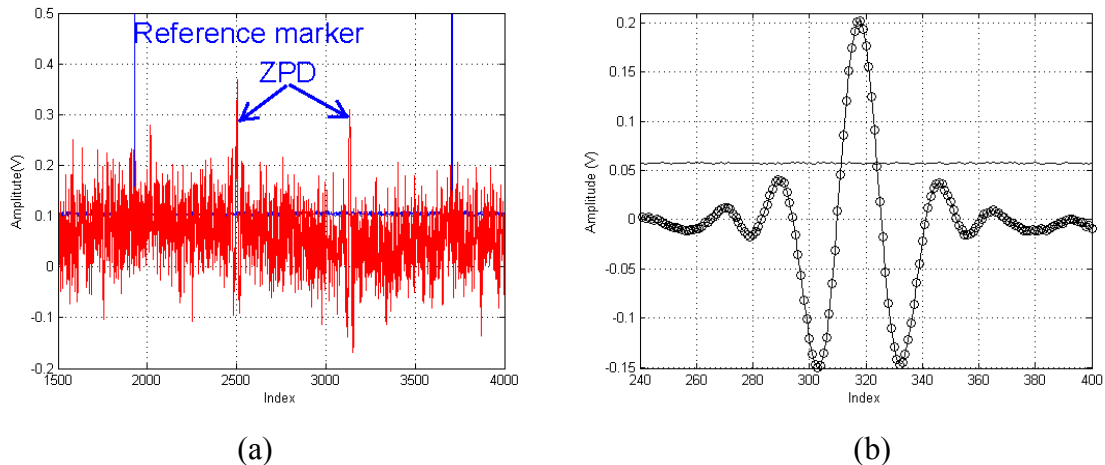 0.5
0.4
0.3
0.2
0.1
0
-0.1
-0.2
Amplitute(V)
Reference marker
ZPD
1500 2000 2500 3000 3500 4000
Index
(a)
0.2
0.15
0.1
0.05
0
-0.05
-0.1
-0.15
Amplitude (V)
240 260 280 300 320 340 360 380 400
Index
(b)